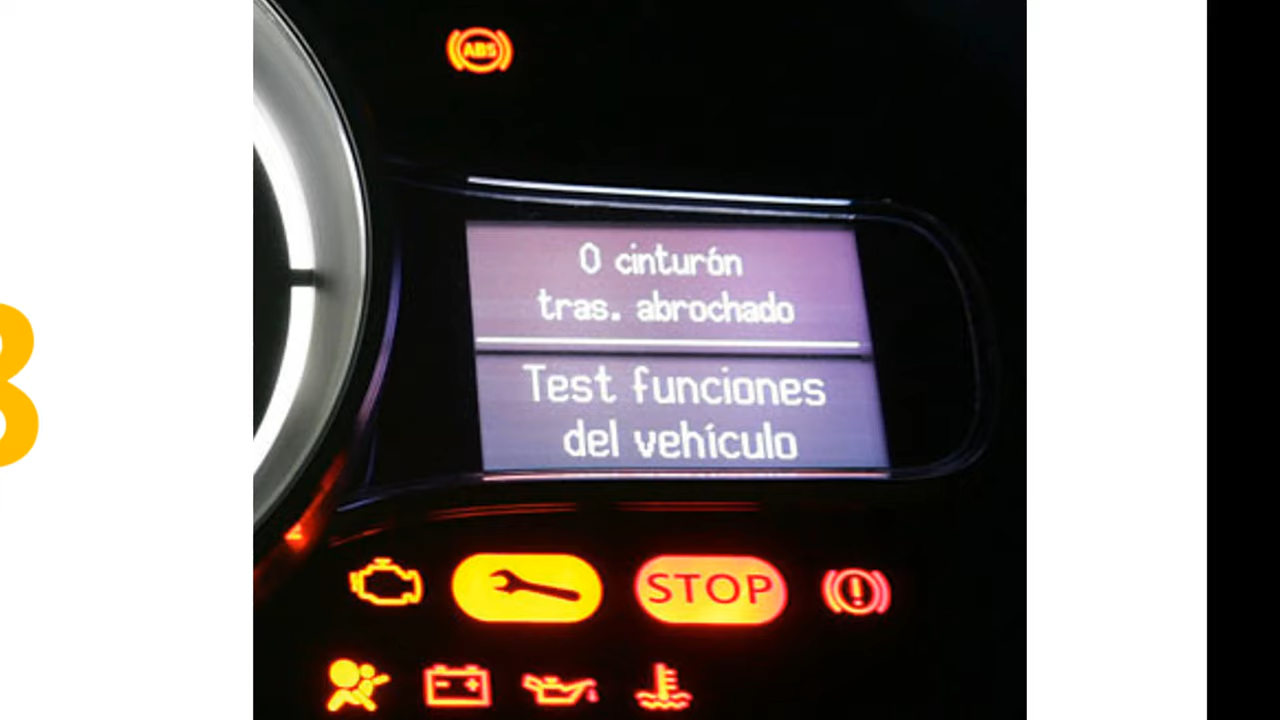 ABS
0 cinturón
tras. abrochado
Test funciones
del vehículo
STOP